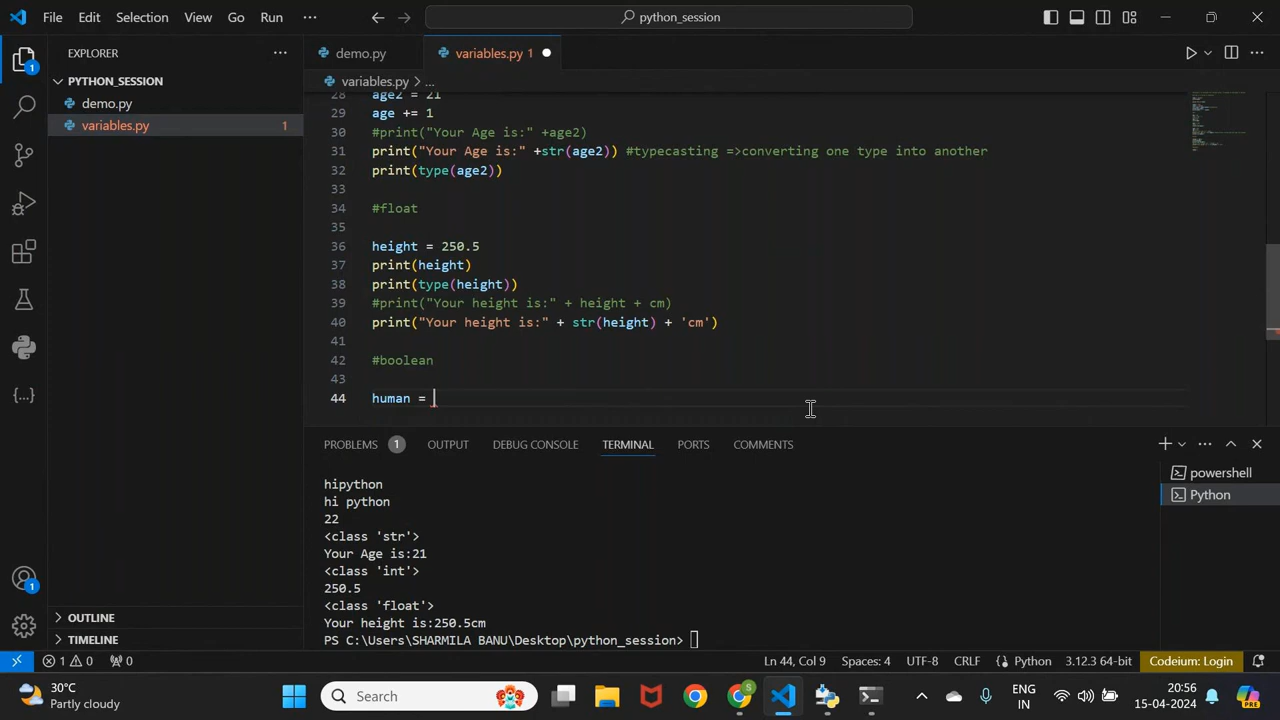 File Edit Selection View Go Run ··· python_session
EXPLORER ···
PYTHON_SESSION
demo.py
variables.py 1
OUTLINE
TIMELINE
demo.py variables.py 1
variables.py > ...
28 age2 = 21
29 age += 1
30 #print("Your Age is:" +age2)
31 print("Your Age is:" +str(age2)) #typecasting =>converting one type into another
32 print(type(age2))
33
34 #float
35
36 height = 250.5
37 print(height)
38 print(type(height))
39 #print("Your height is:" + height + cm)
40 print("Your height is:" + str(height) + 'cm')
41
42 #boolean
43
44 human =
PROBLEMS 1 OUTPUT DEBUG CONSOLE TERMINAL PORTS COMMENTS
hipython
hi python
22
<class 'str'>
Your Age is:21
<class 'int'>
250.5
<class 'float'>
Your height is:250.5cm
PS C:\Users\SHARMILA BANU\Desktop\python_session>
powershell
Python
1 0 0 Ln 44, Col 9 Spaces: 4 UTF-8 CRLF Python 3.12.3 64-bit Codeium: Login
30°C
Partly cloudy
Search
ENG
IN
20:56
15-04-2024
PRE